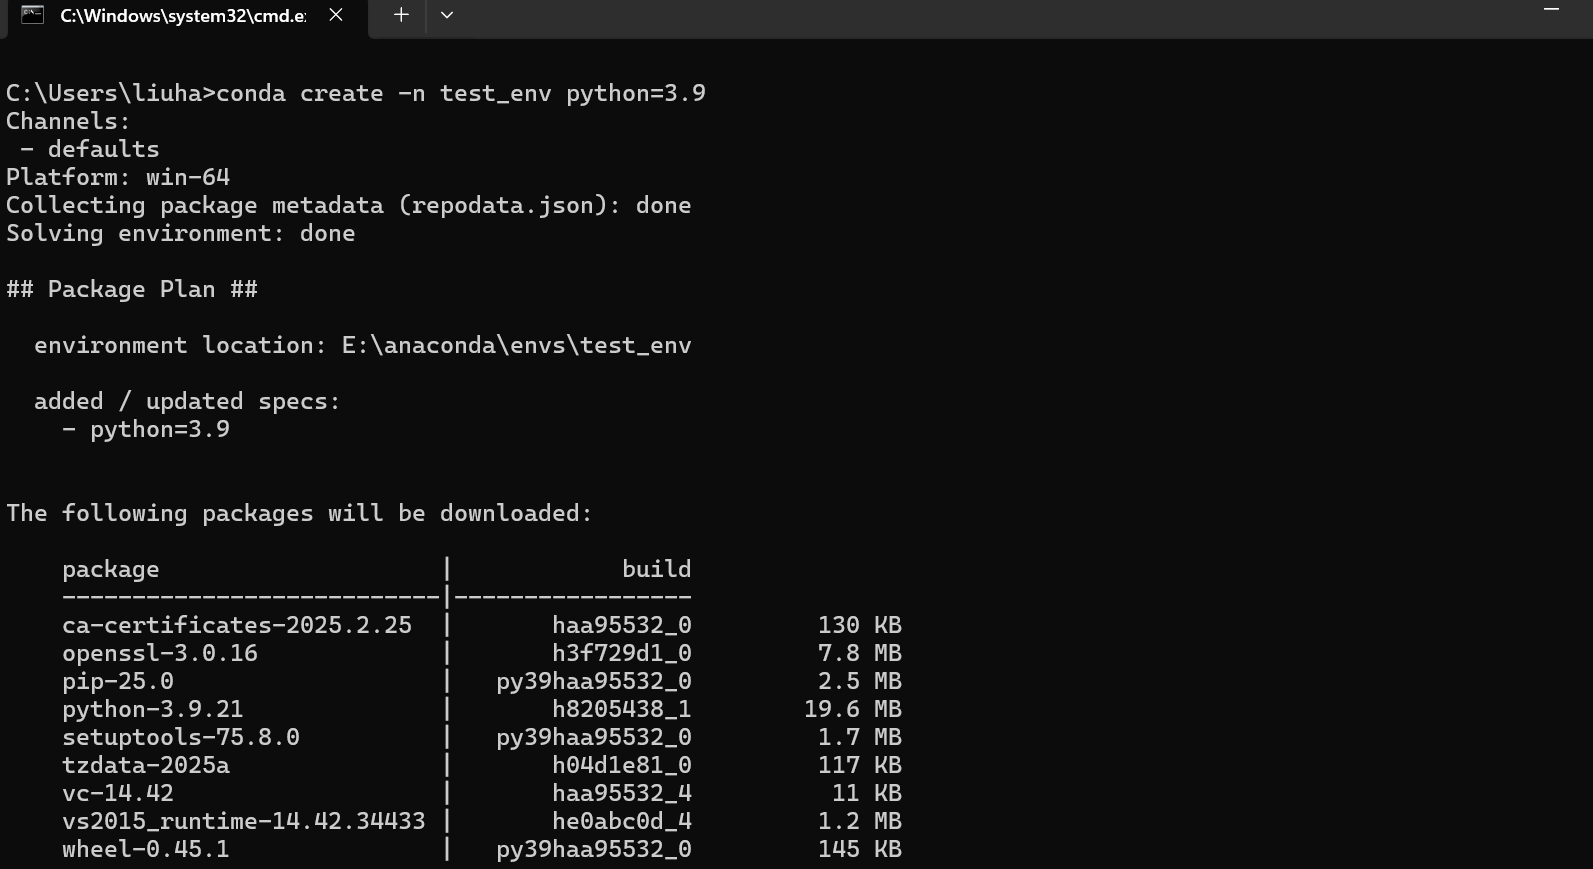 C:\Windows\system32\cmd.e
C:\Users\liuha>conda create -n test_env python=3.9
Channels:
 - defaults
Platform: win-64
Collecting package metadata (repodata.json): done
Solving environment: done
## Package Plan ##
  environment location: E:\anaconda\envs\test_env
  added / updated specs:
    - python=3.9
The following packages will be downloaded:
    package                    |            build
    ---------------------------|-----------------
    ca-certificates-2025.2.25  |       haa95532_0         130 KB
    openssl-3.0.16             |       h3f729d1_0         7.8 MB
    pip-25.0                   |   py39haa95532_0         2.5 MB
    python-3.9.21              |       h8205438_1        19.6 MB
    setuptools-75.8.0          |   py39haa95532_0         1.7 MB
    tzdata-2025a               |       h04d1e81_0         117 KB
    vc-14.42                   |       haa95532_4          11 KB
    vs2015_runtime-14.42.34433 |       he0abc0d_4         1.2 MB
    wheel-0.45.1               |   py39haa95532_0         145 KB